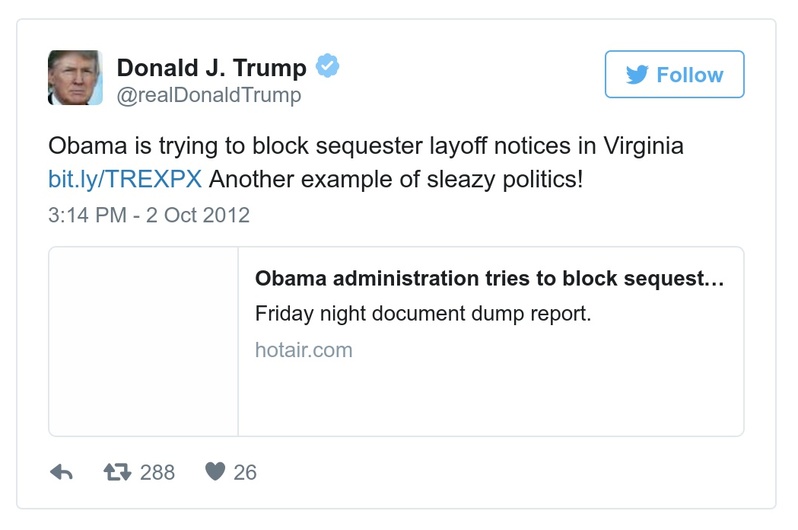 Donald J. Trump
@realDonaldTrump
Follow
Obama is trying to block sequester layoff notices in Virginia
bit.ly/TREXPX Another example of sleazy politics!
3:14 PM - 2 Oct 2012
Obama administration tries to block sequest...
Friday night document dump report.
hotair.com
288
26